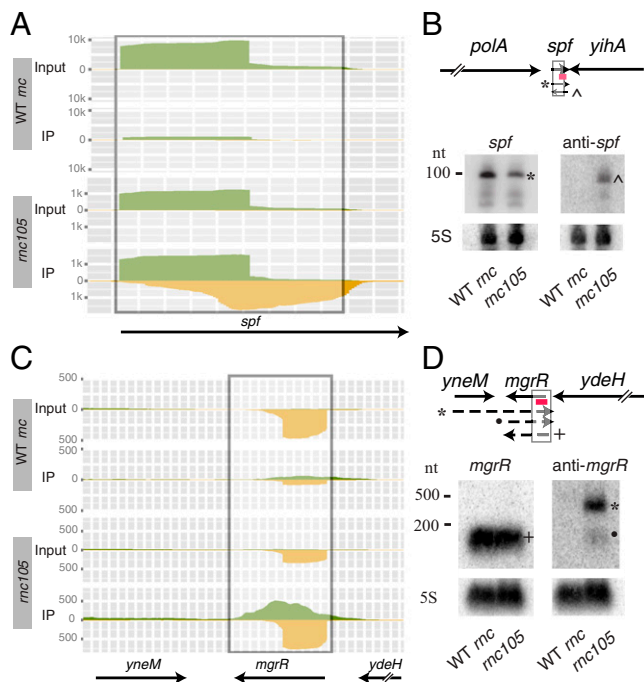 A
WT rnc
Input
10k
0
10k
IP
10k
0
10k
rnc105
Input
1k
0
1k
IP
1k
0
1k
spf
B
polA spf yihA
*
^
spf anti-spf
nt
100
*
^
5S
WT rnc
rnc105
WT rnc
rnc105
C
WT rnc
Input
500
0
500
IP
500
0
500
rnc105
Input
500
0
500
IP
500
0
500
yneM mgrR ydeH
D
yneM mgrR ydeH
*
•
+
mgrR anti-mgrR
nt
500
200
+
*
•
5S
WT rnc
rnc105
WT rnc
rnc105